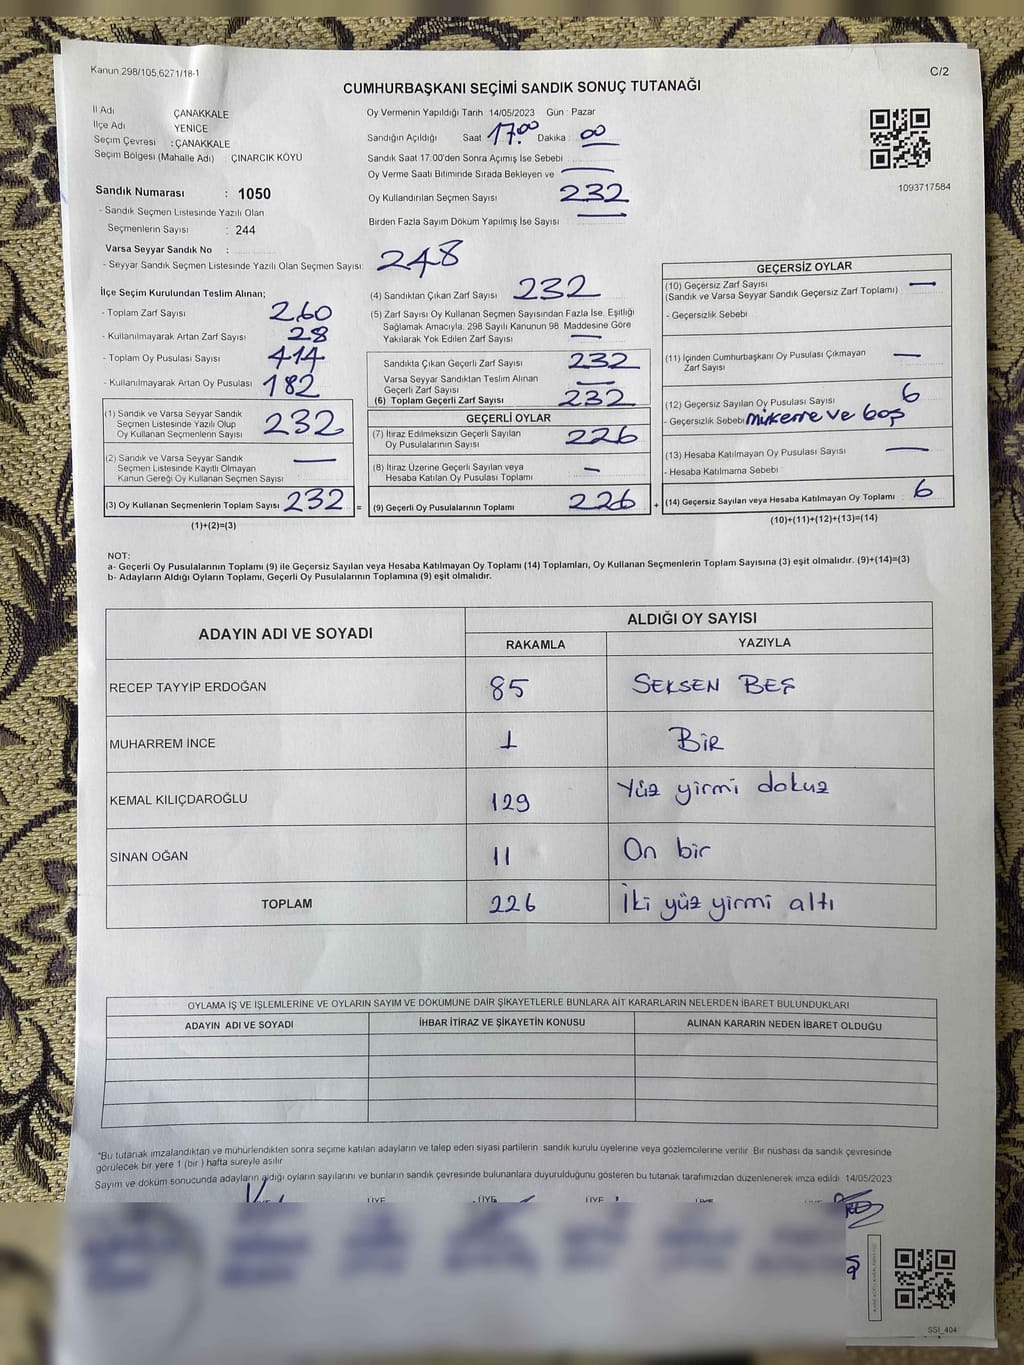 Kanun 298/105,6271/18-1
C/2
CUMHURBAŞKANI SEÇİMİ SANDIK SONUÇ TUTANAĞI
İl Adı ÇANAKKALE
İlçe Adı YENİCE
Seçim Çevresi : ÇANAKKALE
Seçim Bölgesi (Mahalle Adı) ÇINARCIK KÖYÜ
Sandık Numarası : 1050
- Sandık Seçmen Listesinde Yazılı Olan
Seçmenlerin Sayısı : 244
Varsa Seyyar Sandık No :
- Seyyar Sandık Seçmen Listesinde Yazılı Olan Seçmen Sayısı: 248
Oy Vermenin Yapıldığı Tarih 14/05/2023 Gün : Pazar
Sandığın Açıldığı Saat 17.00 Dakika : 00
Sandık Saat 17:00'den Sonra Açımış İse Sebebi
Oy Verme Saati Bitiminde Sırada Bekleyen ve
Oy Kullandırılan Seçmen Sayısı 232
Birden Fazla Sayım Döküm Yapılmış İse Sayısı
1093717584
İlçe Seçim Kurulundan Teslim Alınan;
- Toplam Zarf Sayısı 260
- Kullanılmayarak Artan Zarf Sayısı 28
- Toplam Oy Pusulası Sayısı 414
- Kullanılmayarak Artan Oy Pusulası 182
(1) Sandık ve Varsa Seyyar Sandık
Seçmen Listesinde Yazılı Olup
Oy Kullanan Seçmenlerin Sayısı 232
(2) Sandık ve Varsa Seyyar Sandık
Seçmen Listesinde Kayıtlı Olmayan
Kanun Gereği Oy Kullanan Seçmen Sayısı —
(3) Oy Kullanan Seçmenlerin Toplam Sayısı 232 =
(1)+(2)=(3)
(4) Sandıktan Çıkan Zarf Sayısı 232
(5) Zarf Sayısı Oy Kullanan Seçmen Sayısından Fazla İse, Eşitliği
Sağlamak Amacıyla, 298 Sayılı Kanunun 98. Maddesine Göre
Yakılarak Yok Edilen Zarf Sayısı —
Sandıkta Çıkan Geçerli Zarf Sayısı 232
Varsa Seyyar Sandıktan Teslim Alınan
Geçerli Zarf Sayısı —
(6) Toplam Geçerli Zarf Sayısı 232
GEÇERLİ OYLAR
(7) İtiraz Edilmeksizin Geçerli Sayılan
Oy Pusulalarının Sayısı 226
(8) İtiraz Üzerine Geçerli Sayılan veya
Hesaba Katılan Oy Pusulası Toplamı —
(9) Geçerli Oy Pusulalarının Toplamı 226 +
GEÇERSİZ OYLAR
(10) Geçersiz Zarf Sayısı
(Sandık ve Varsa Seyyar Sandık Geçersiz Zarf Toplamı) —
- Geçersizlik Sebebi
(11) İçinden Cumhurbaşkanı Oy Pusulası Çıkmayan
Zarf Sayısı —
(12) Geçersiz Sayılan Oy Pusulası Sayısı 6
- Geçersizlik Sebebi mükerre ve boş
(13) Hesaba Katılmayan Oy Pusulası Sayısı —
- Hesaba Katılmama Sebebi
(14) Geçersiz Sayılan veya Hesaba Katılmayan Oy Toplamı : 6
(10)+(11)+(12)+(13)=(14)
NOT:
a- Geçerli Oy Pusulalarının Toplamı (9) ile Geçersiz Sayılan veya Hesaba Katılmayan Oy Toplamı (14) Toplamları, Oy Kullanan Seçmenlerin Toplam Sayısına (3) eşit olmalıdır. (9)+(14)=(3)
b- Adayların Aldığı Oyların Toplamı, Geçerli Oy Pusulalarının Toplamına (9) eşit olmalıdır.
ADAYIN ADI VE SOYADI
ALDIĞI OY SAYISI
RAKAMLA YAZIYLA
RECEP TAYYİP ERDOĞAN 85 SEKSEN BEŞ
MUHARREM İNCE 1 BİR
KEMAL KILIÇDAROĞLU 129 Yüz yirmi dokuz
SİNAN OĞAN 11 On bir
TOPLAM 226 İki yüz yirmi altı
OYLAMA İŞ VE İŞLEMLERİNE VE OYLARIN SAYIM VE DÖKÜMÜNE DAİR ŞİKAYETLERLE BUNLARA AİT KARARLARIN NELERDEN İBARET BULUNDUKLARI
ADAYIN ADI VE SOYADI İHBAR İTİRAZ VE ŞİKAYETİN KONUSU ALINAN KARARIN NEDEN İBARET OLDUĞU
*Bu tutanak imzalandıktan ve mühürlendikten sonra seçime katılan adayların ve talep eden siyasi partilerin sandık kurulu üyelerine veya gözlemcilerine verilir. Bir nüshası da sandık çevresinde
görülecek bir yere 1 (bir ) hafta süreyle asılır
Sayım ve döküm sonucunda adayların aldığı oyların sayılarını ve bunların sandık çevresinde bulunanlara duyurulduğunu gösteren bu tutanak tarafımızdan düzenlenerek imza edildi 14/05/2023
ÜYE ÜYE ÜYE
SSİ_404